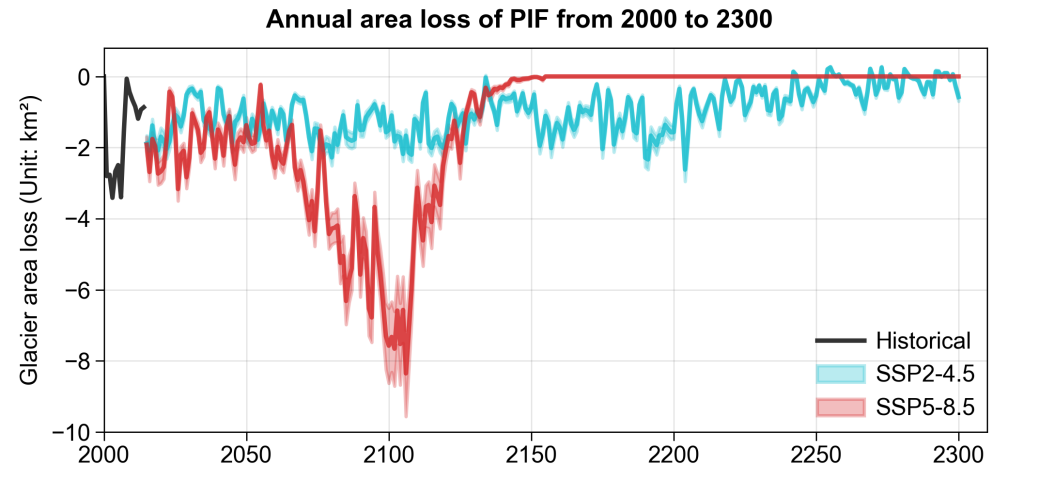 Annual area loss of PIF from 2000 to 2300
Glacier area loss (Unit: km²)
0
−2
−4
−6
−8
−10
2000 2050 2100 2150 2200 2250 2300
Historical
SSP2-4.5
SSP5-8.5